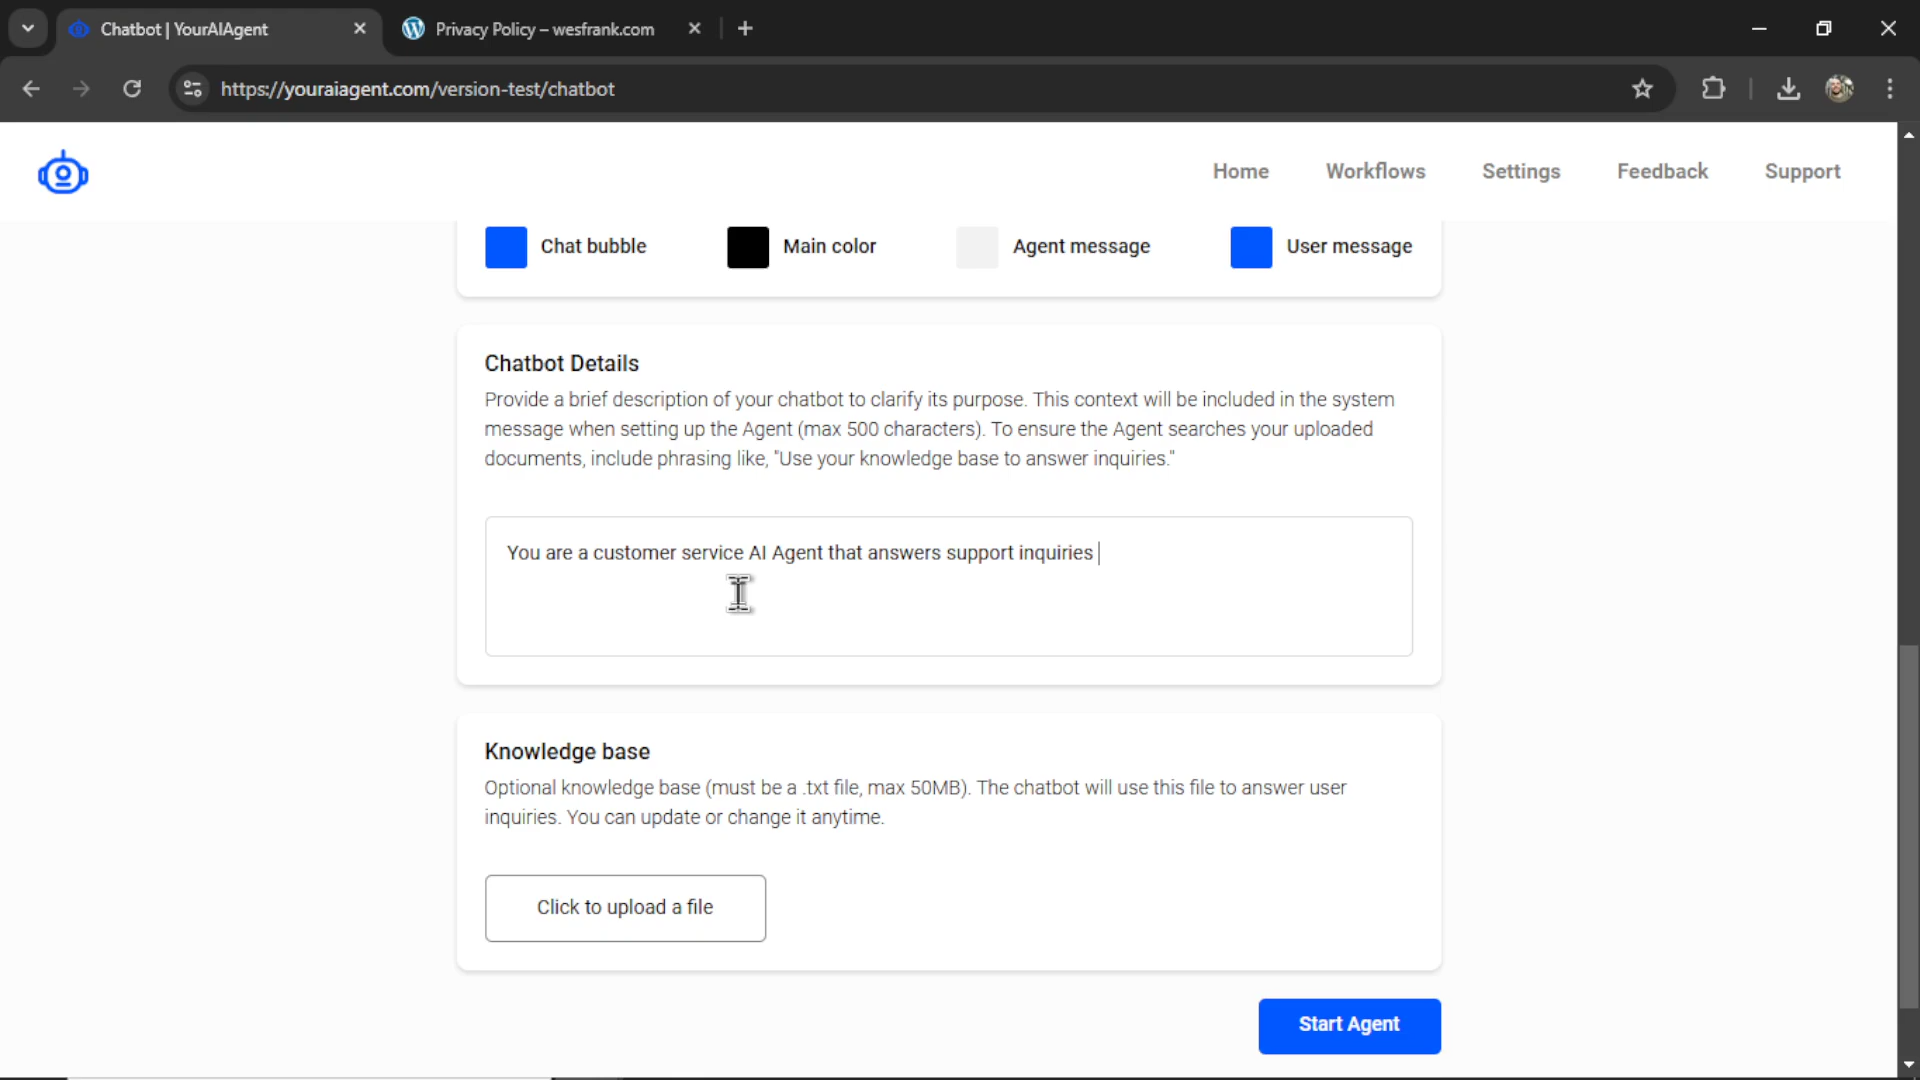 Chatbot | YourAIAgent
Privacy Policy – wesfrank.com
https://youraiagent.com/version-test/chatbot
Home Workflows Settings Feedback Support
Chat bubble Main color Agent message User message
Chatbot Details
Provide a brief description of your chatbot to clarify its purpose. This context will be included in the system
message when setting up the Agent (max 500 characters). To ensure the Agent searches your uploaded
documents, include phrasing like, "Use your knowledge base to answer inquiries."
You are a customer service AI Agent that answers support inquiries
Knowledge base
Optional knowledge base (must be a .txt file, max 50MB). The chatbot will use this file to answer user
inquiries. You can update or change it anytime.
Click to upload a file
Start Agent